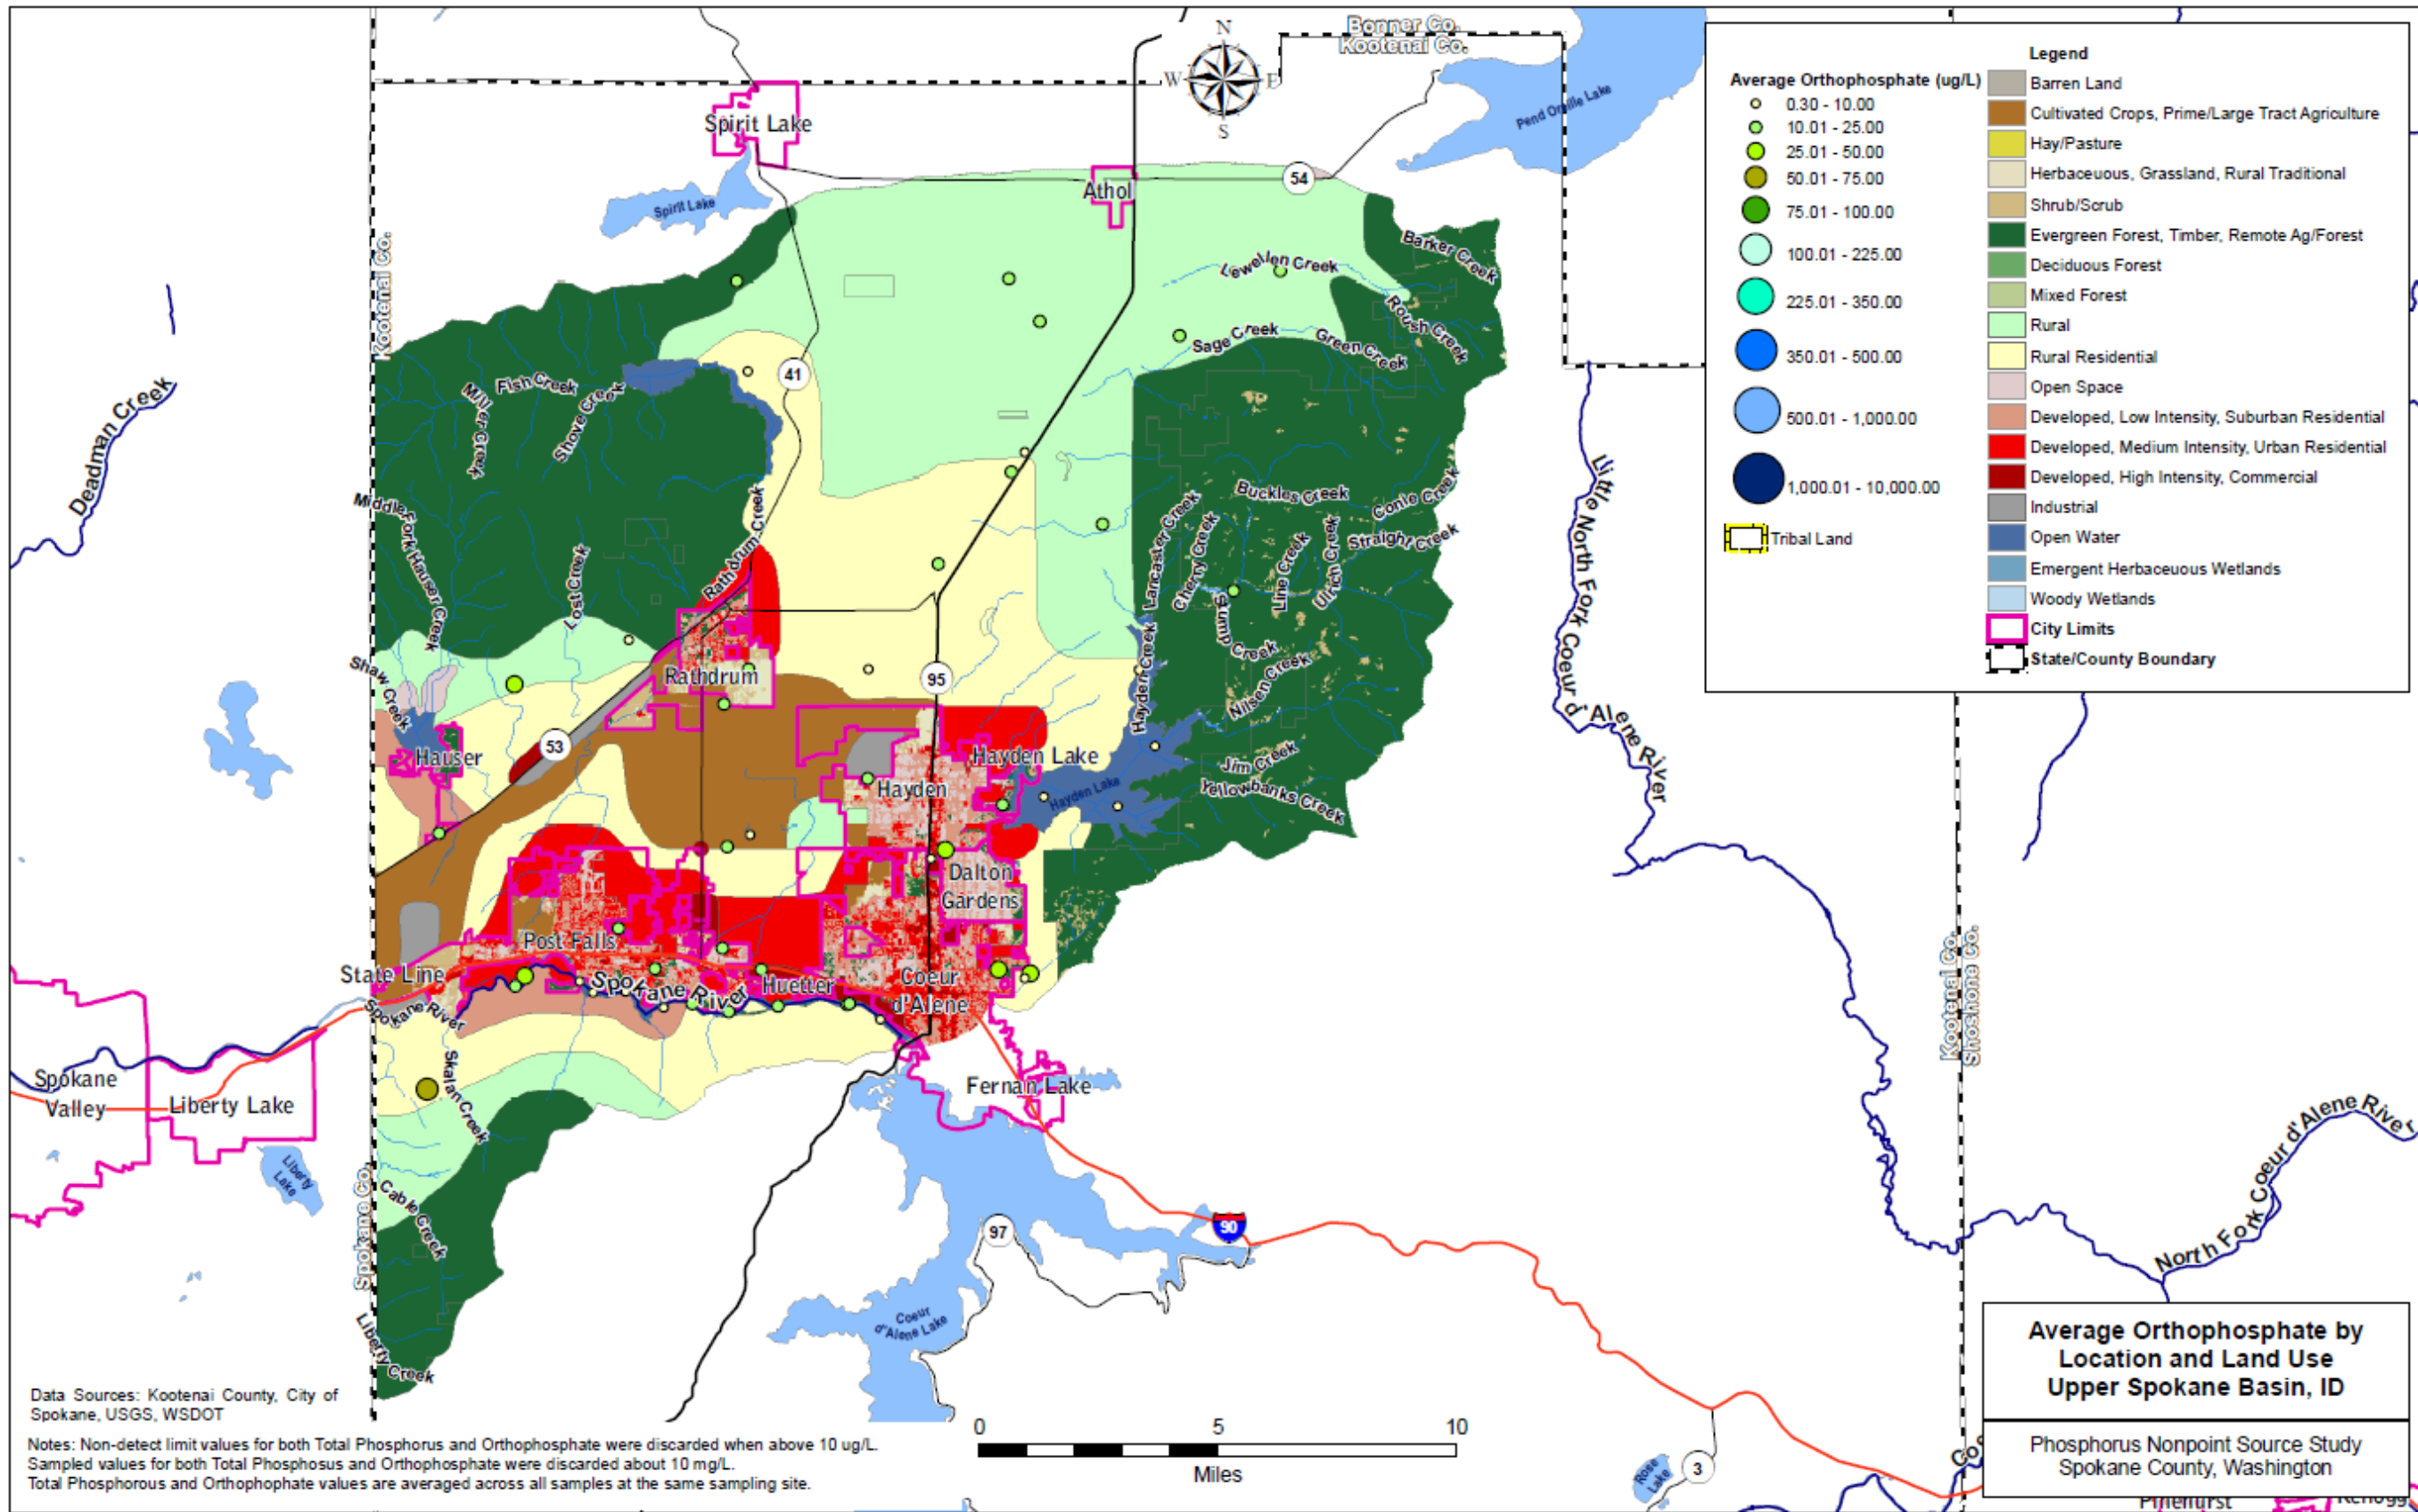 Bonner Co.
Kootenai Co.
N
W
E
S
Pend Oreille Lake
Spirit Lake
Spirit Lake
Athol
54
Kootenai Co.
Barker Creek
Lewellen Creek
Roush Creek
Sage Creek
Green Creek
41
Fish Creek
Shove Creek
Deadman Creek
Middle Fork Hauser Creek
Lost Creek
Rathdrum Creek
Buckles Creek
Conie Creek
Straight Creek
Lancaster Creek
Cherry Creek
Line Creek
Ulrich Creek
Stump Creek
Nilsen Creek
Hayden Creek
Little North Fork Coeur d' Alene River
Shaw Creek
Rathdrum
95
53
Hauser
Hayden Lake
Hayden
Hayden Lake
Jim Creek
Yellowbanks Creek
Dalton
Gardens
Post Falls
State Line
Spokane River
Spokane River
Huetter
Coeur
d'Alene
Kootenai Co.
Shoshone Co.
Skalan Creek
Spokane
Valley
Liberty Lake
Liberty
Lake
Fernan Lake
Cable Creek
Spokane Co.
Liberty Creek
97
90
Coeur
d'Alene Lake
North Fork Coeur d'Alene River
Rose
Lake
3
Pinehurst
Legend
Average Orthophosphate (ug/L)
0.30 - 10.00
10.01 - 25.00
25.01 - 50.00
50.01 - 75.00
75.01 - 100.00
100.01 - 225.00
225.01 - 350.00
350.01 - 500.00
500.01 - 1,000.00
1,000.01 - 10,000.00
Tribal Land
Barren Land
Cultivated Crops, Prime/Large Tract Agriculture
Hay/Pasture
Herbaceuous, Grassland, Rural Traditional
Shrub/Scrub
Evergreen Forest, Timber, Remote Ag/Forest
Deciduous Forest
Mixed Forest
Rural
Rural Residential
Open Space
Developed, Low Intensity, Suburban Residential
Developed, Medium Intensity, Urban Residential
Developed, High Intensity, Commercial
Industrial
Open Water
Emergent Herbaceuous Wetlands
Woody Wetlands
City Limits
State/County Boundary
Average Orthophosphate by
Location and Land Use
Upper Spokane Basin, ID
Phosphorus Nonpoint Source Study
Spokane County, Washington
0 5 10
Miles
Data Sources: Kootenai County, City of
Spokane, USGS, WSDOT
Notes: Non-detect limit values for both Total Phosphorus and Orthophosphate were discarded when above 10 ug/L.
Sampled values for both Total Phosphosus and Orthophosphate were discarded about 10 mg/L.
Total Phosphorous and Orthophophate values are averaged across all samples at the same sampling site.